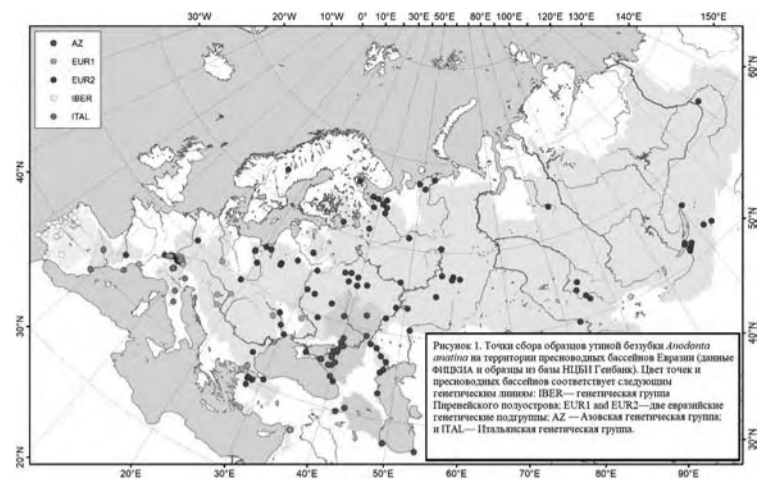 30°W 20°W 10°W 0° 10°E 30°E 50°E 60°E 80°E 100°E 120°E 130°E 140°E 150°E
AZ
EUR1
EUR2
IBER
ITAL
60°N
50°N
40°N
30°N
40°N
30°N
20°N
Рисунок 1. Точки сбора образцов утиной беззубки Anodonta
anatina на территории пресноводных бассейнов Евразии (данные
ФИЦКИА и образцы из базы НЦБИ Генбанк). Цвет точек и
пресноводных бассейнов соответствует следующим
генетическим линиям: IBER— генетическая группа
Пиренейского полуострова; EUR1 and EUR2—две евразийские
генетические подгруппы; AZ — Азовская генетическая группа;
и ITAL— Итальянская генетическая группа.
20°E 30°E 40°E 50°E 60°E 70°E 80°E 90°E